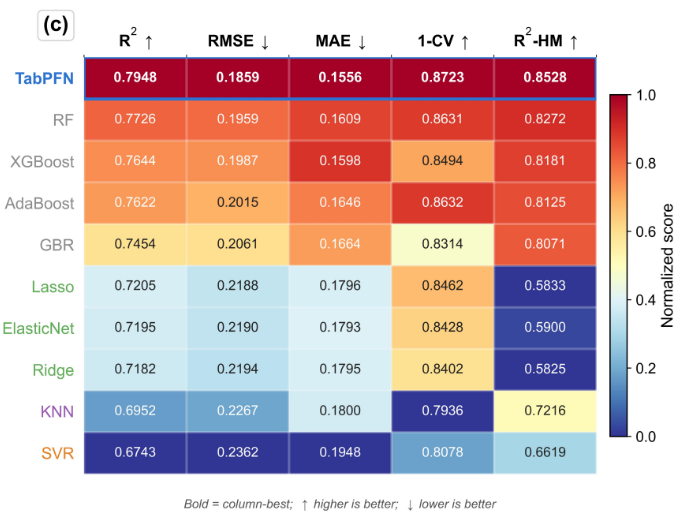 (c)
R² ↑ RMSE ↓ MAE ↓ 1-CV ↑ R²-HM ↑
TabPFN 0.7948 0.1859 0.1556 0.8723 0.8528
RF 0.7726 0.1959 0.1609 0.8631 0.8272
XGBoost 0.7644 0.1987 0.1598 0.8494 0.8181
AdaBoost 0.7622 0.2015 0.1646 0.8632 0.8125
GBR 0.7454 0.2061 0.1664 0.8314 0.8071
Lasso 0.7205 0.2188 0.1796 0.8462 0.5833
ElasticNet 0.7195 0.2190 0.1793 0.8428 0.5900
Ridge 0.7182 0.2194 0.1795 0.8402 0.5825
KNN 0.6952 0.2267 0.1800 0.7936 0.7216
SVR 0.6743 0.2362 0.1948 0.8078 0.6619
1.0
0.8
0.6
0.4
0.2
0.0
Normalized score
Bold = column-best; ↑ higher is better; ↓ lower is better